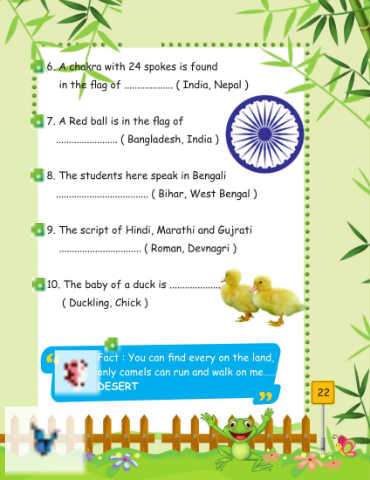 6. A chakra with 24 spokes is found
in the flag of ................... ( India, Nepal )
7. A Red ball is in the flag of
........................ ( Bangladesh, India )
8. The students here speak in Bengali
.................................... ( Bihar, West Bengal )
9. The script of Hindi, Marathi and Gujrati
................................ ( Roman, Devnagri )
10. The baby of a duck is ....................
( Duckling, Chick )
“ Fact : You can find every on the land,
only camels can run and walk on me.....
DESERT ”
22